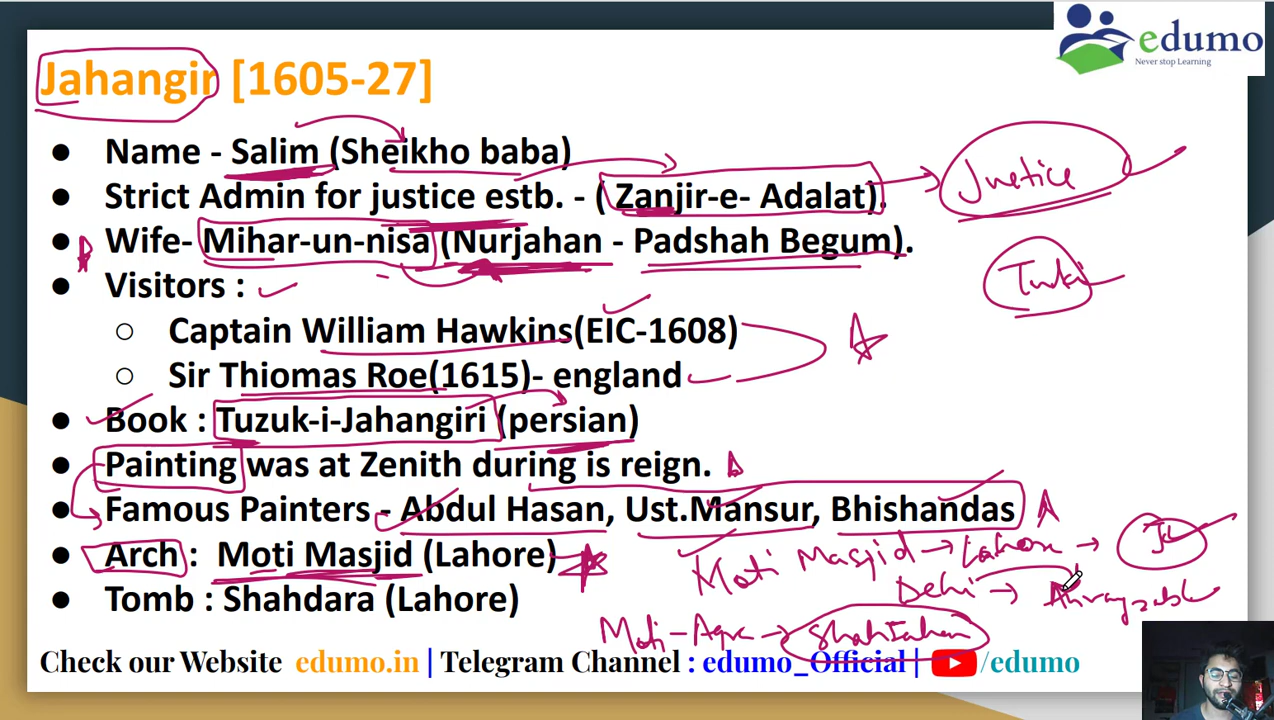 edumo
Never stop Learning
Jahangir [1605-27]
● Name - Salim (Sheikho baba)
● Strict Admin for justice estb. - ( Zanjir-e- Adalat).
Justice
● Wife- Mihar-un-nisa (Nurjahan - Padshah Begum).
● Visitors :
○ Captain William Hawkins(EIC-1608)
○ Sir Thiomas Roe(1615)- england
● Book : Tuzuk-i-Jahangiri (persian)
● Painting was at Zenith during is reign.
● Famous Painters - Abdul Hasan, Ust.Mansur, Bhishandas
● Arch : Moti Masjid (Lahore)
Moti Masjid → Lahore →
Dehi →
● Tomb : Shahdara (Lahore)
Moti - Agra → ShahJahan
Check our Website edumo.in | Telegram Channel : edumo_Official | /edumo